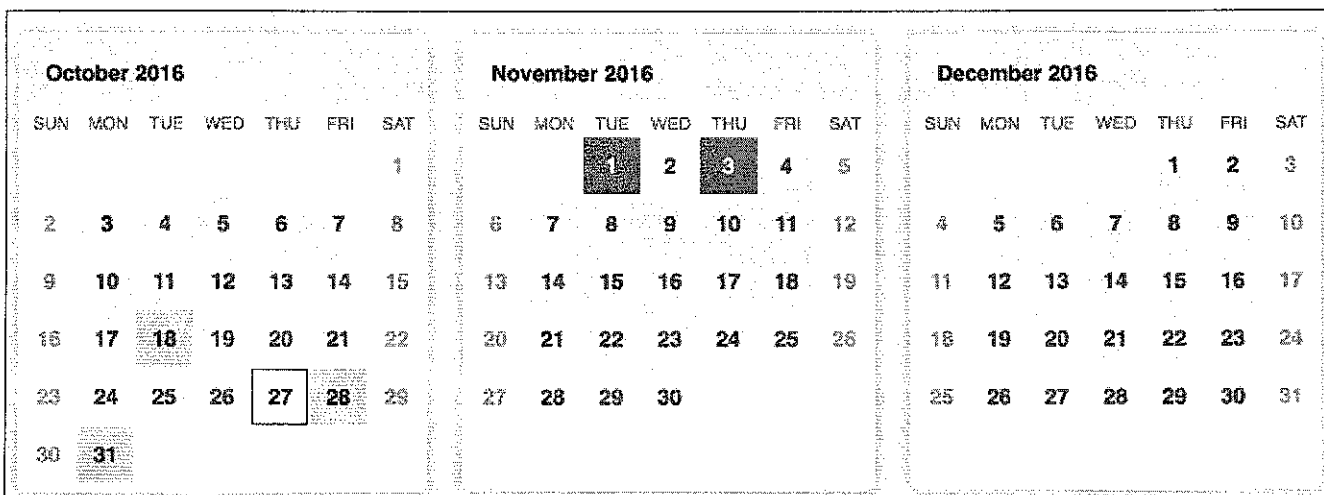 October 2016
SUN MON TUE WED THU FRI SAT
1
2 3 4 5 6 7 8
9 10 11 12 13 14 15
16 17 18 19 20 21 22
23 24 25 26 27 28 29
30 31
November 2016
SUN MON TUE WED THU FRI SAT
1 2 3 4 5
6 7 8 9 10 11 12
13 14 15 16 17 18 19
20 21 22 23 24 25 26
27 28 29 30
December 2016
SUN MON TUE WED THU FRI SAT
1 2 3
4 5 6 7 8 9 10
11 12 13 14 15 16 17
18 19 20 21 22 23 24
25 26 27 28 29 30 31